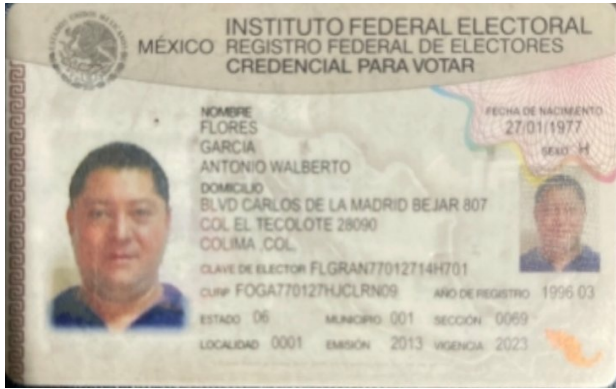 INSTITUTO FEDERAL ELECTORAL
MÉXICO REGISTRO FEDERAL DE ELECTORES
CREDENCIAL PARA VOTAR
NOMBRE
FLORES
GARCIA
ANTONIO WALBERTO
FECHA DE NACIMIENTO
27/01/1977
SEXO H
DOMICILIO
BLVD CARLOS DE LA MADRID BEJAR 807
COL EL TECOLOTE 28090
COLIMA ,COL.
CLAVE DE ELECTOR FLGRAN77012714H701
CURP FOGA770127HJCLRN09 AÑO DE REGISTRO 1996 03
ESTADO 06 MUNICIPIO 001 SECCIÓN 0069
LOCALIDAD 0001 EMISIÓN 2013 VIGENCIA 2023